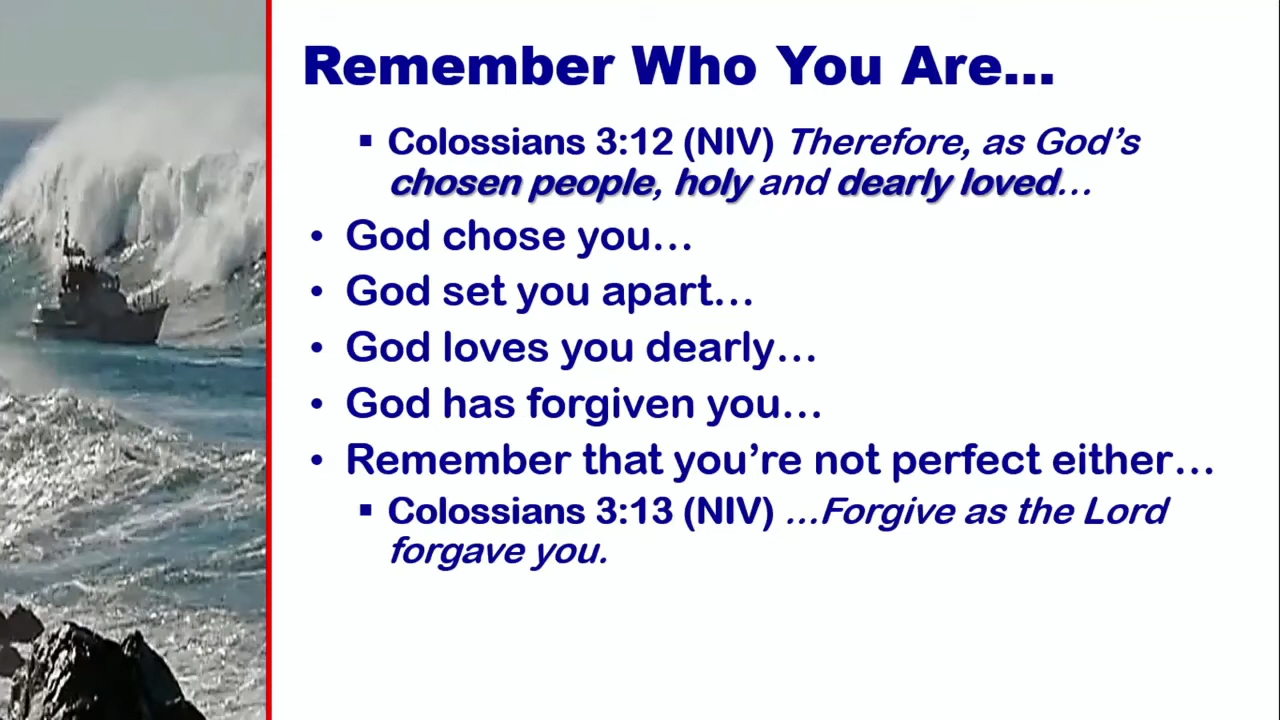 Remember Who You Are...
▪ Colossians 3:12 (NIV) Therefore, as God’s
chosen people, holy and dearly loved...
• God chose you...
• God set you apart...
• God loves you dearly...
• God has forgiven you...
• Remember that you’re not perfect either...
▪ Colossians 3:13 (NIV) ...Forgive as the Lord
forgave you.